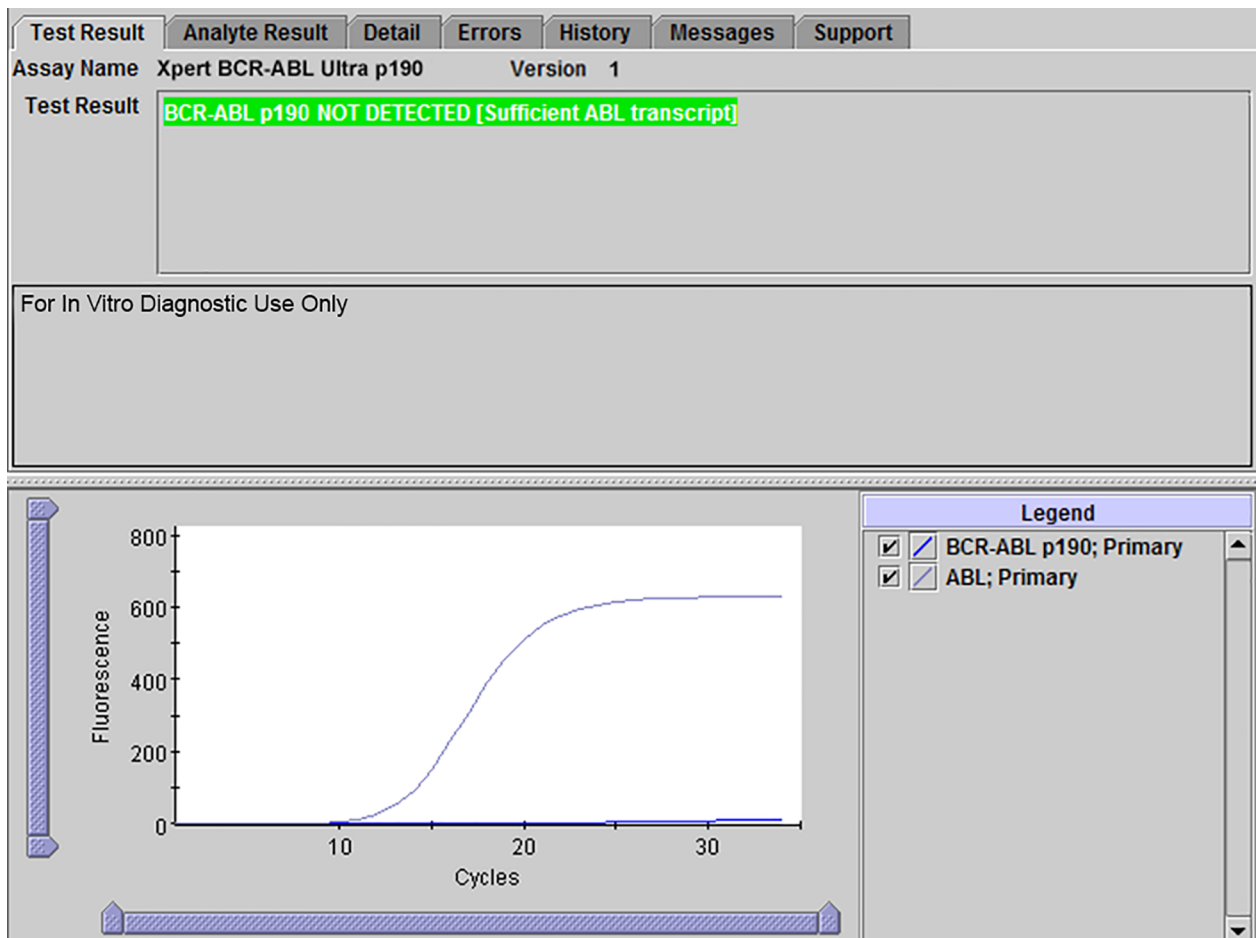 Test Result Analyte Result Detail Errors History Messages Support
Assay Name Xpert BCR-ABL Ultra p190 Version 1
Test Result BCR-ABL p190 NOT DETECTED [Sufficient ABL transcript]
For In Vitro Diagnostic Use Only
Legend
BCR-ABL p190; Primary
ABL; Primary
800
600
400
200
0
Fluorescence
10 20 30
Cycles